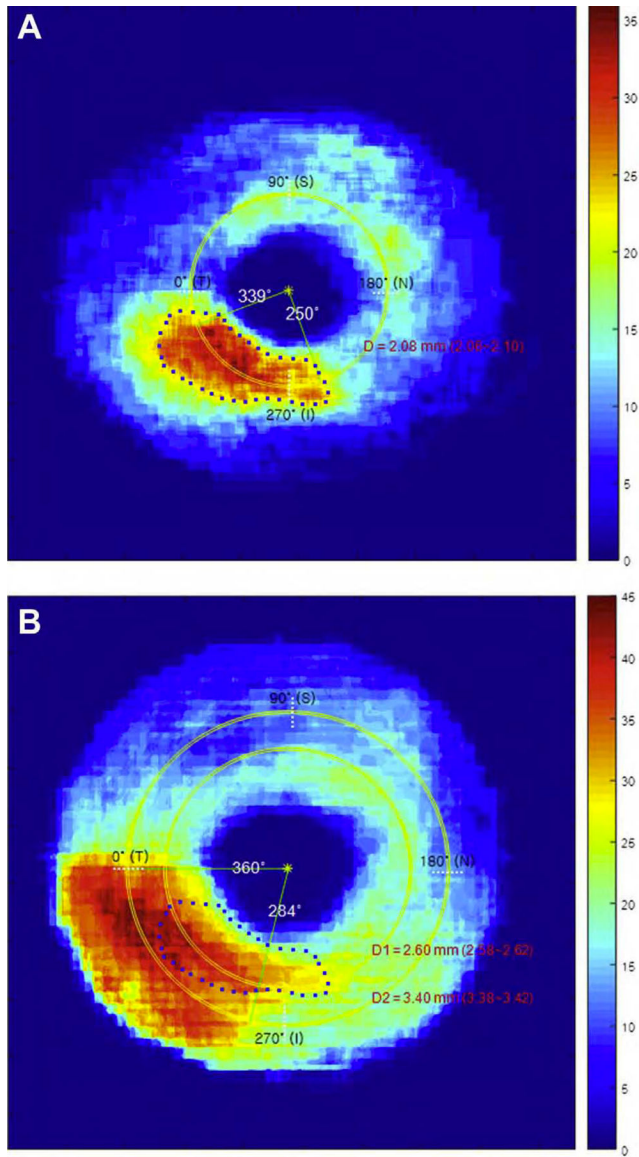 A
90° (S)
0° (T)
180° (N)
339°
250°
D = 2.08 mm (2.06~2.10)
270° (I)
35
30
25
20
15
10
5
0
B
90° (S)
0° (T)
360°
180° (N)
284°
D1 = 2.60 mm (2.58~2.62)
D2 = 3.40 mm (3.38~3.42)
270° (I)
45
40
35
30
25
20
15
10
5
0